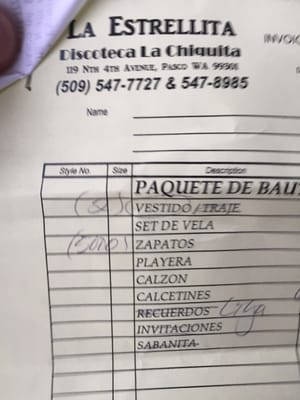 LA ESTRELLITA
INVOIC
Discoteca La Chiquita
119 NTH 4TH AVENUE, PASCO WA 99301
(509) 547-7727 & 547-8985
Name
Style No. Size Description
PAQUETE DE BAU
VESTIDO / TRAJE
SET DE VELA
ZAPATOS
PLAYERA
CALZON
CALCETINES
RECUERDOS
INVITACIONES
SABANITA